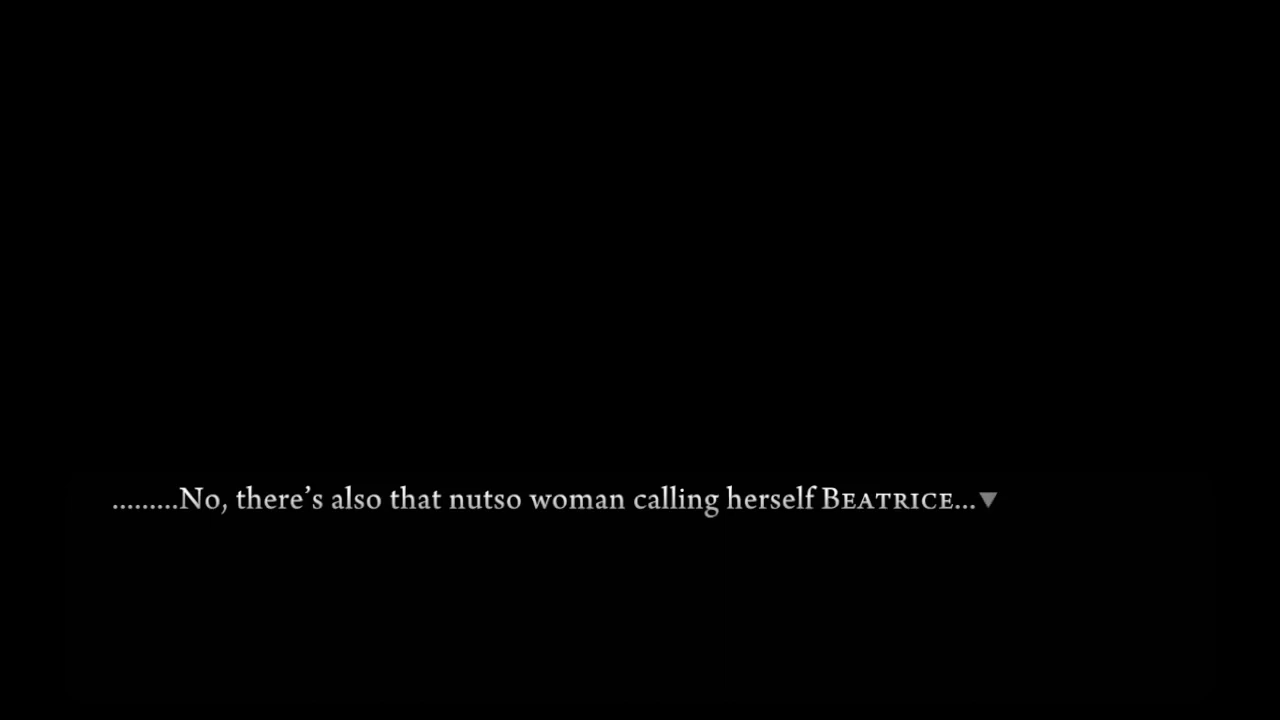 .........No, there’s also that nutso woman calling herself BEATRICE...